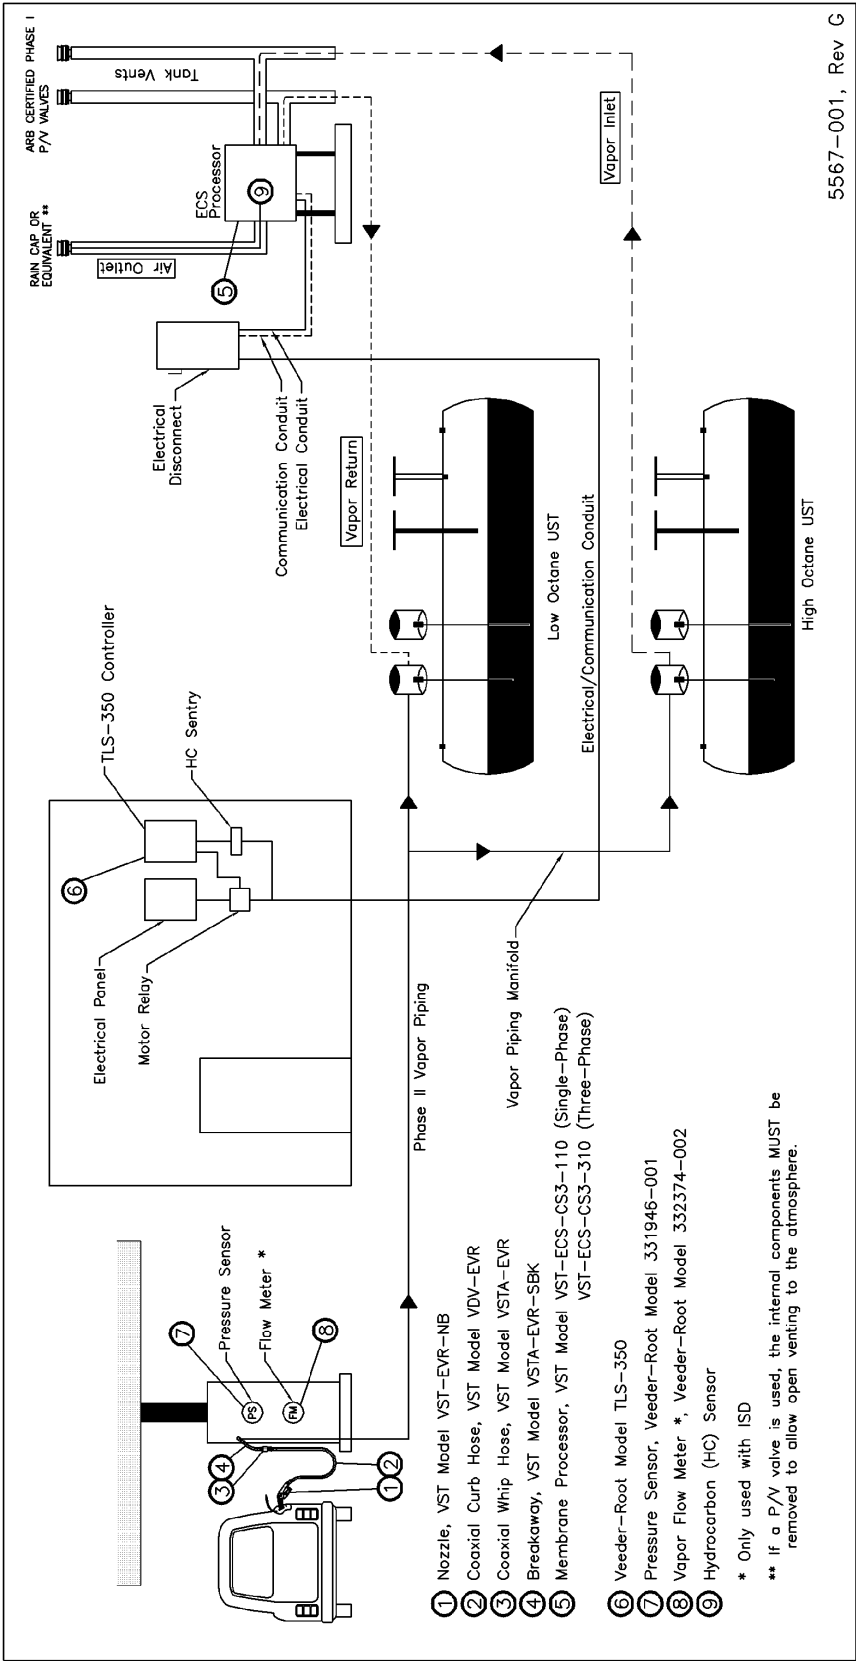 ARB CERTIFIED PHASE I
P/V VALVES
Tank Vents
RAIN CAP OR
EQUIVALENT **
Air Outlet
ECS
Processor
9
5
Vapor Inlet
Electrical
Disconnect
Communication Conduit
Electrical Conduit
Vapor Return
Low Octane UST
Electrical/Communication Conduit
High Octane UST
TLS-350 Controller
HC Sentry
6
Electrical Panel
Motor Relay
Phase II Vapor Piping
Vapor Piping Manifold
7
Pressure Sensor
PS
Flow Meter *
FM
8
3
4
1
2
1 Nozzle, VST Model VST-EVR-NB
2 Coaxial Curb Hose, VST Model VDV-EVR
3 Coaxial Whip Hose, VST Model VSTA-EVR
4 Breakaway, VST Model VSTA-EVR-SBK
5 Membrane Processor, VST Model VST-ECS-CS3-110 (Single-Phase)
VST-ECS-CS3-310 (Three-Phase)
6 Veeder-Root Model TLS-350
7 Pressure Sensor, Veeder-Root Model 331946-001
8 Vapor Flow Meter *, Veeder-Root Model 332374-002
9 Hydrocarbon (HC) Sensor
* Only used with ISD
** If a P/V valve is used, the internal components MUST be
removed to allow open venting to the atmosphere.
5567-001, Rev G